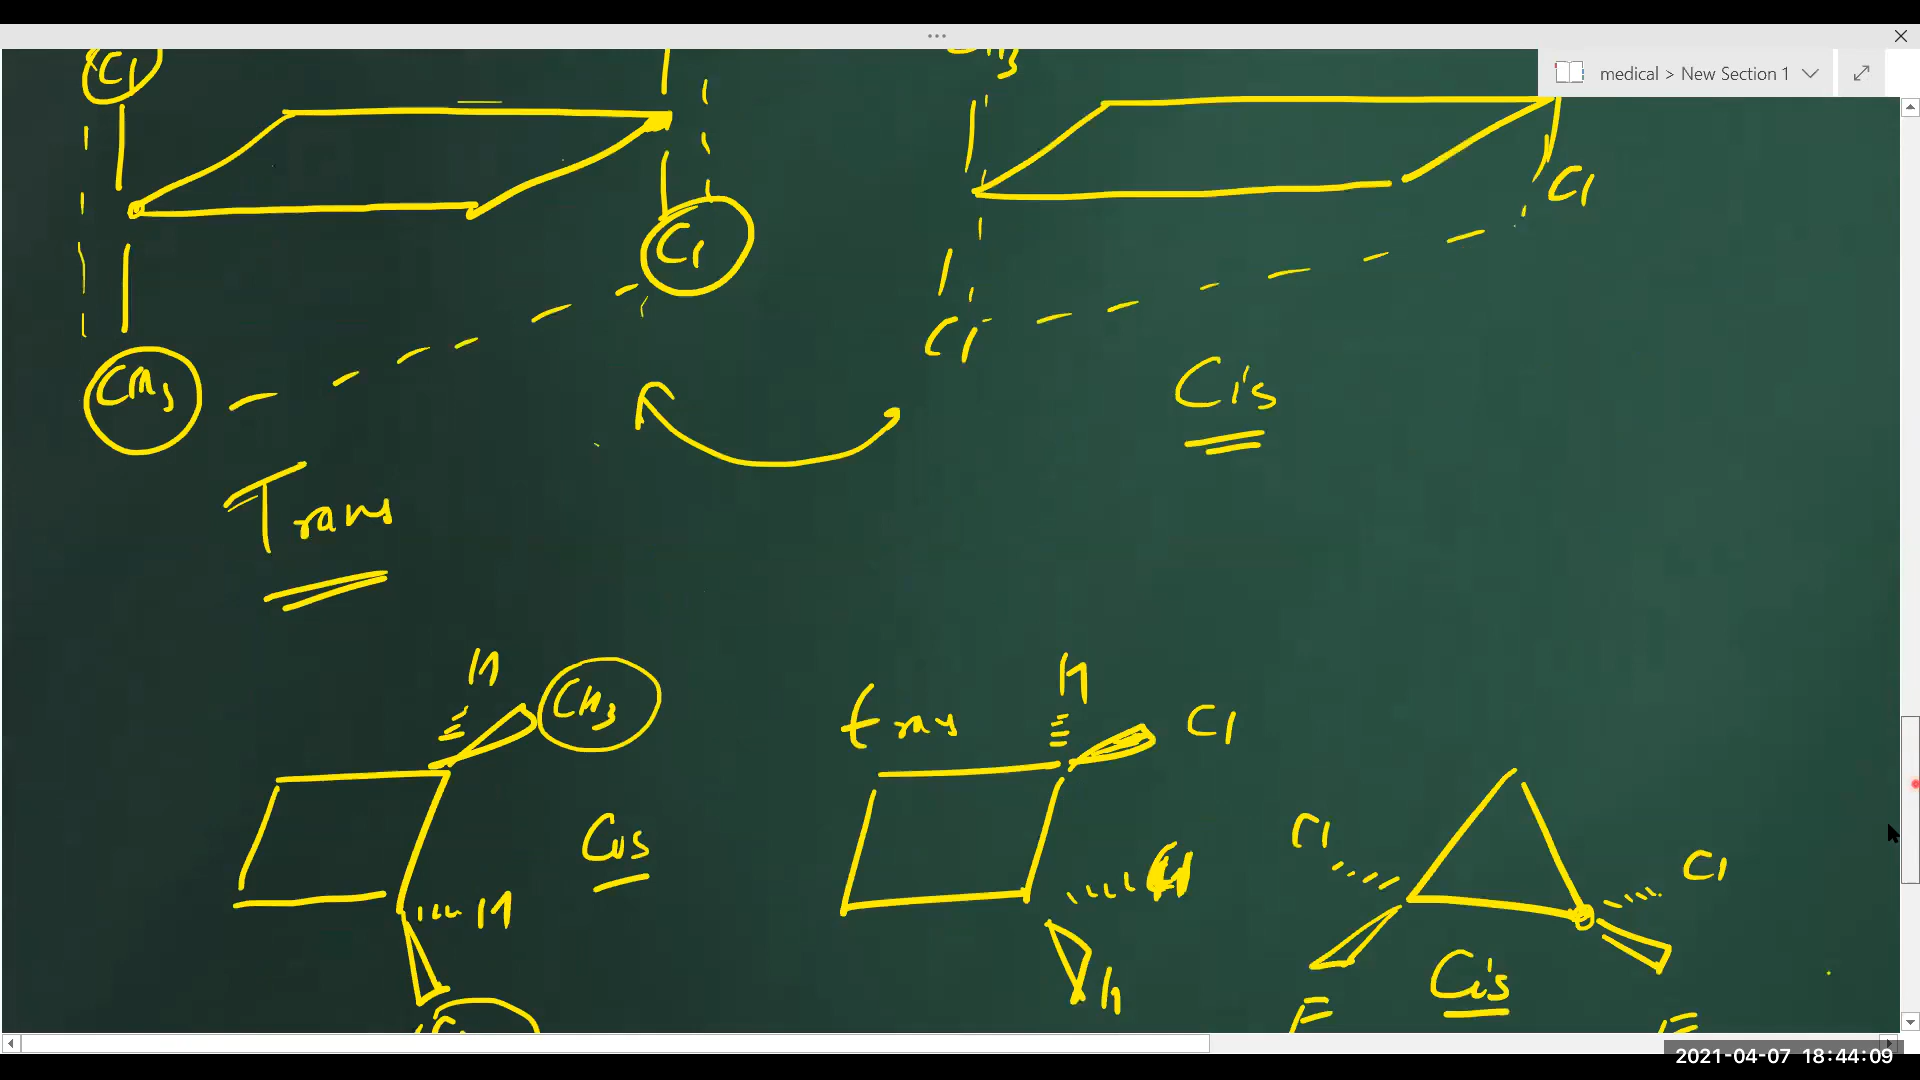 medical > New Section 1
Cl
Cl
Cl
CH3
Cl
Cis
Trans
H
CH3
trans
H
Cl
Cis
H
Cl
H
Cl
Cl
Cis
F
F
2021-04-07 18:44:09